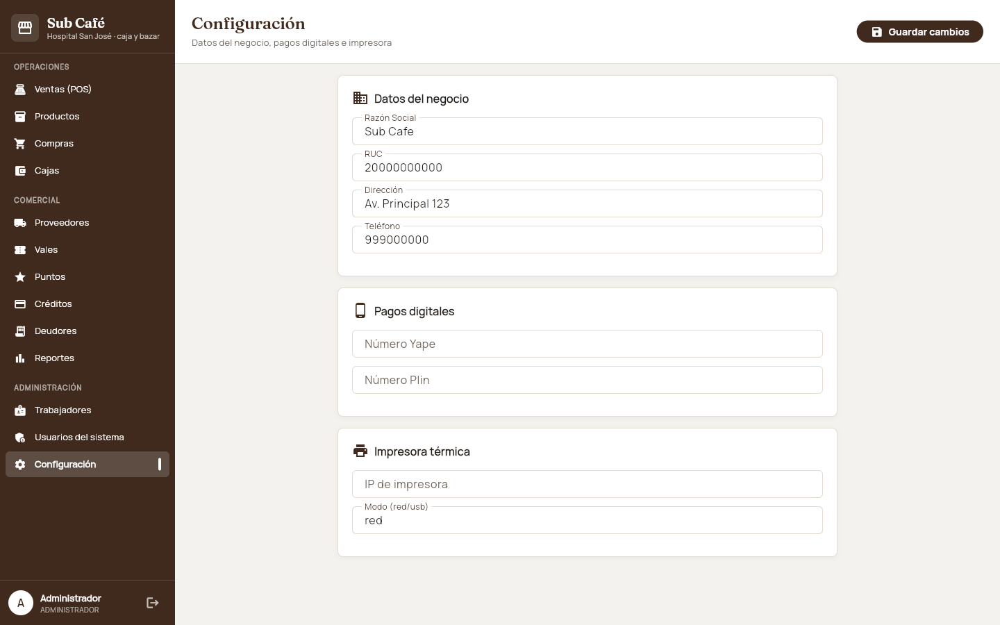 Sub Café
Hospital San José · caja y bazar
OPERACIONES
Ventas (POS)
Productos
Compras
Cajas
COMERCIAL
Proveedores
Vales
Puntos
Créditos
Deudores
Reportes
ADMINISTRACIÓN
Trabajadores
Usuarios del sistema
Configuración
A
Administrador
ADMINISTRADOR
Configuración
Datos del negocio, pagos digitales e impresora
Guardar cambios
Datos del negocio
Razón Social
Sub Cafe
RUC
20000000000
Dirección
Av. Principal 123
Teléfono
999000000
Pagos digitales
Número Yape
Número Plin
Impresora térmica
IP de impresora
Modo (red/usb)
red